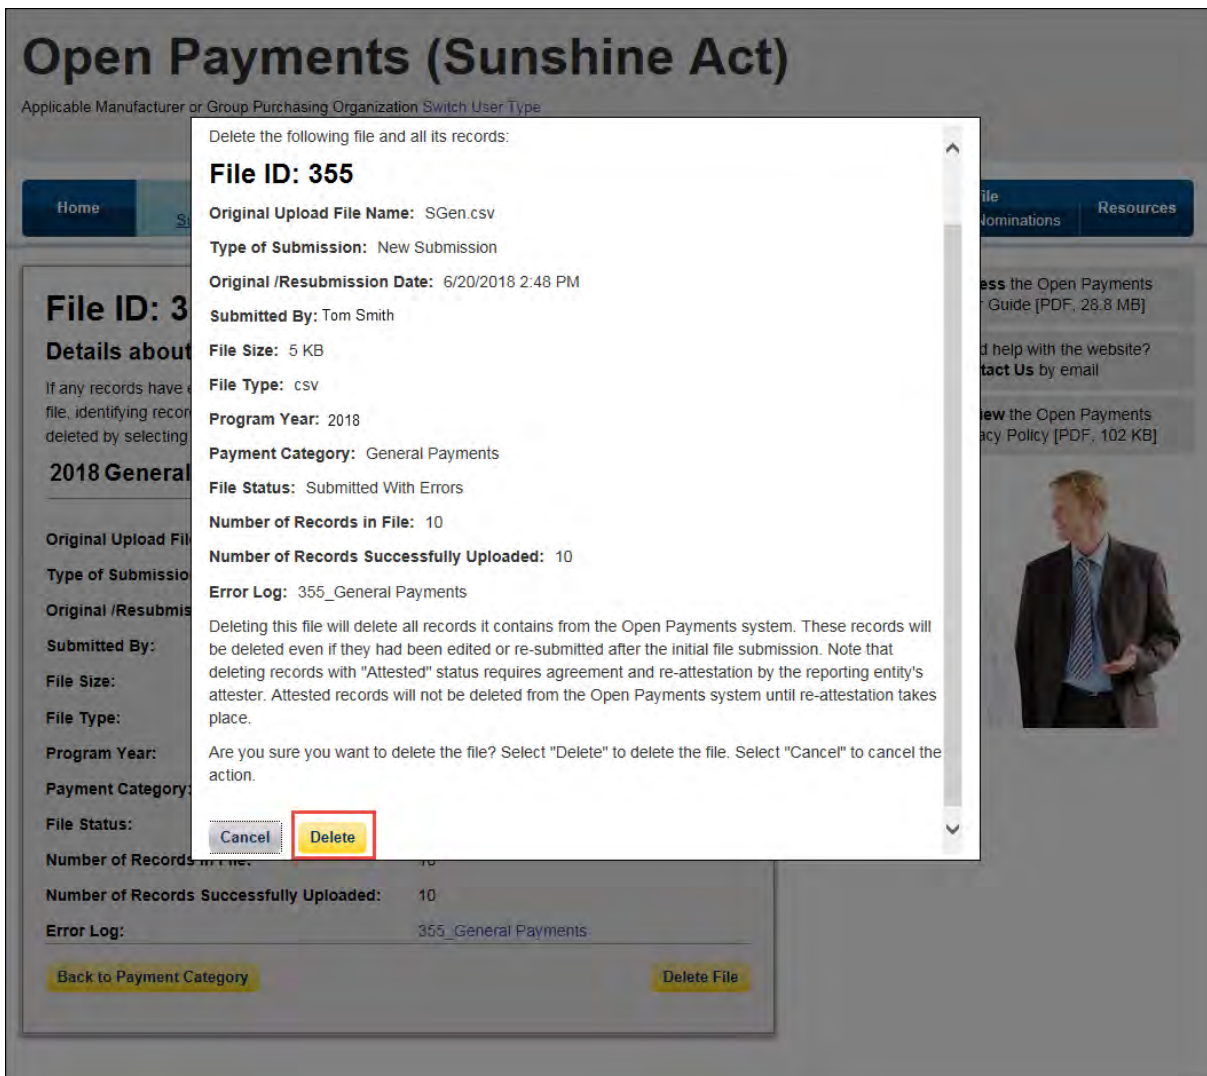 Open Payments (Sunshine Act)
Applicable Manufacturer or Group Purchasing Organization Switch User Type
Home
File
Nominations
Resources
Delete the following file and all its records:
File ID: 355
Original Upload File Name: SGen.csv
Type of Submission: New Submission
Original /Resubmission Date: 6/20/2018 2:48 PM
Submitted By: Tom Smith
File Size: 5 KB
File Type: csv
Program Year: 2018
Payment Category: General Payments
File Status: Submitted With Errors
Number of Records in File: 10
Number of Records Successfully Uploaded: 10
Error Log: 355_General Payments
Deleting this file will delete all records it contains from the Open Payments system. These records will
be deleted even if they had been edited or re-submitted after the initial file submission. Note that
deleting records with "Attested" status requires agreement and re-attestation by the reporting entity's
attester. Attested records will not be deleted from the Open Payments system until re-attestation takes
place.
Are you sure you want to delete the file? Select "Delete" to delete the file. Select "Cancel" to cancel the
action.
Cancel Delete
File ID: 3
Details about
If any records have
file, identifying recor
deleted by selecting
2018 General
Original Upload Fil
Type of Submissio
Original /Resubmis
Submitted By:
File Size:
File Type:
Program Year:
Payment Category:
File Status:
Number of Records in File: 10
Number of Records Successfully Uploaded: 10
Error Log: 355_General Payments
Back to Payment Category Delete File
ess the Open Payments
Guide [PDF, 28.8 MB]
d help with the website?
tact Us by email
iew the Open Payments
acy Policy [PDF, 102 KB]